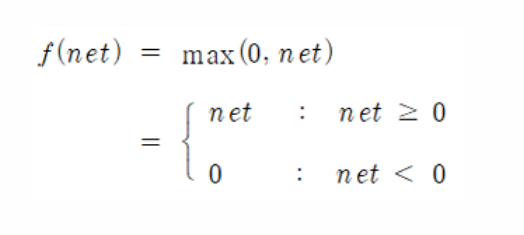 f(net) = max(0, net)
= { net : net ≥ 0
0 : net < 0